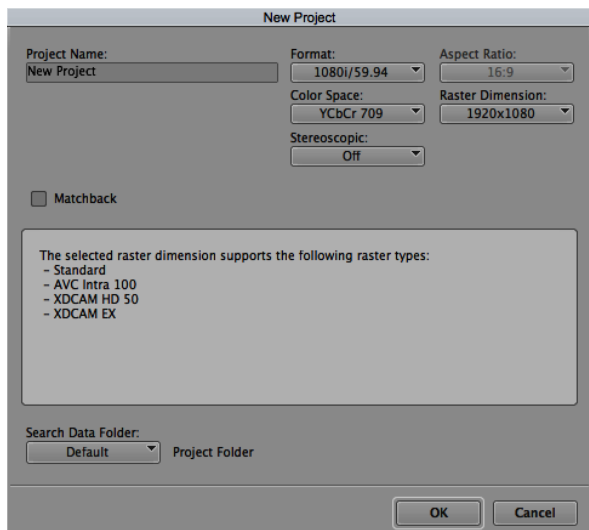 New Project
Project Name:
New Project
Format:
1080i/59.94
Aspect Ratio:
16:9
Color Space:
YCbCr 709
Raster Dimension:
1920x1080
Stereoscopic:
Off
Matchback
The selected raster dimension supports the following raster types:
– Standard
– AVC Intra 100
– XDCAM HD 50
– XDCAM EX
Search Data Folder:
Default
Project Folder
OK
Cancel